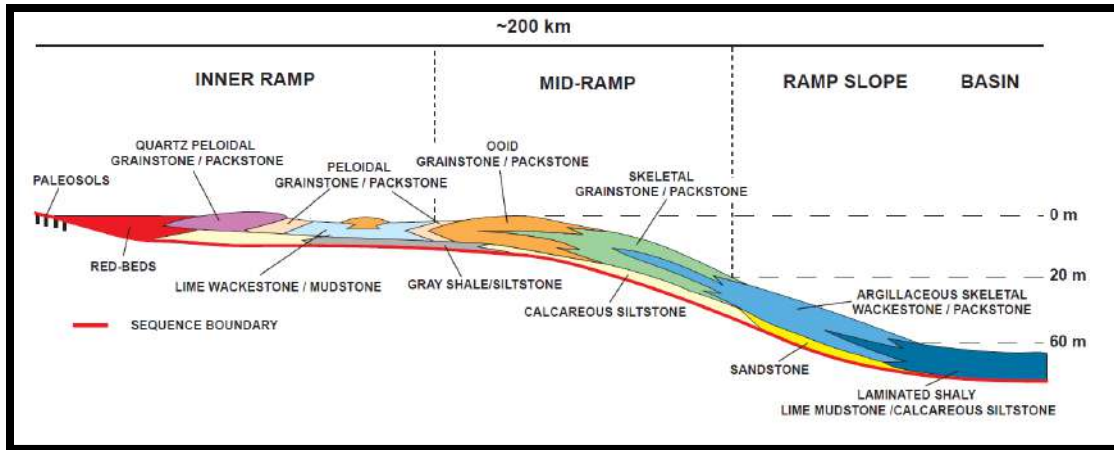 ~200 km
INNER RAMP
MID-RAMP
RAMP SLOPE
BASIN
QUARTZ PELOIDAL
GRAINSTONE / PACKSTONE
OOID
GRAINSTONE / PACKSTONE
PELOIDAL
GRAINSTONE / PACKSTONE
SKELETAL
GRAINSTONE / PACKSTONE
PALEOSOLS
0 m
RED-BEDS
LIME WACKESTONE / MUDSTONE
GRAY SHALE/SILTSTONE
20 m
CALCAREOUS SILTSTONE
ARGILLACEOUS SKELETAL
WACKESTONE / PACKSTONE
SEQUENCE BOUNDARY
60 m
SANDSTONE
LAMINATED SHALY
LIME MUDSTONE /CALCAREOUS SILTSTONE